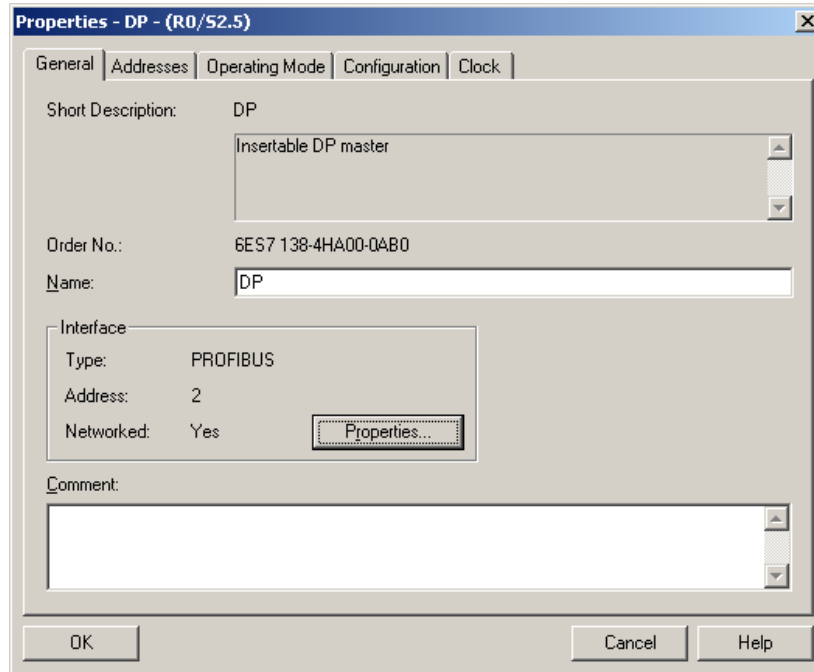 Properties - DP - (R0/S2.5)
General Addresses Operating Mode Configuration Clock
Short Description: DP
Insertable DP master
Order No.: 6ES7 138-4HA00-0AB0
Name: DP
Interface
Type: PROFIBUS
Address: 2
Networked: Yes Properties...
Comment:
OK Cancel Help